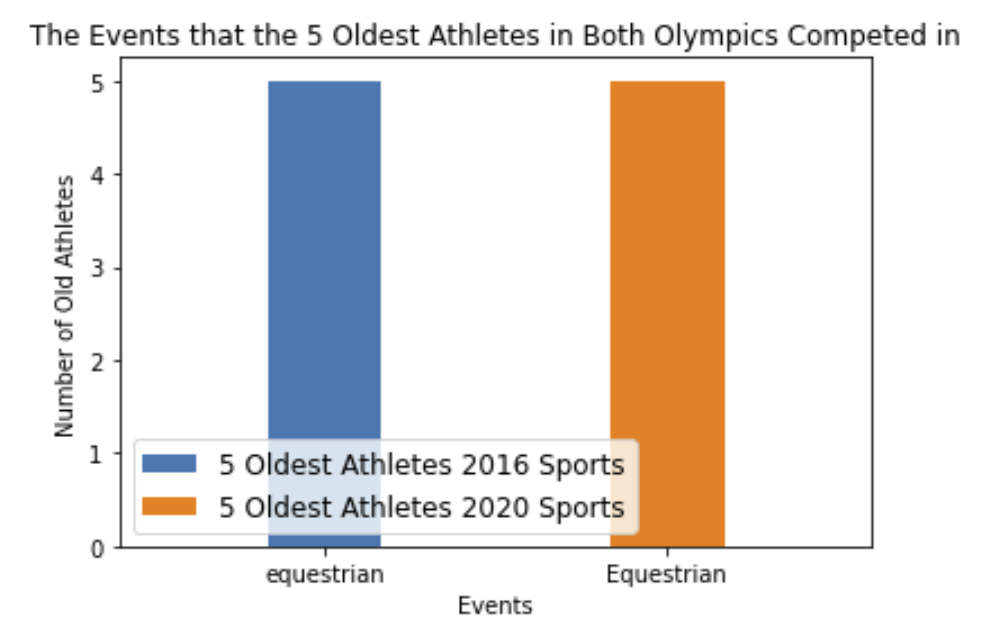 The Events that the 5 Oldest Athletes in Both Olympics Competed in
Number of Old Athletes
5
4
3
2
1
0
5 Oldest Athletes 2016 Sports
5 Oldest Athletes 2020 Sports
equestrian
Equestrian
Events